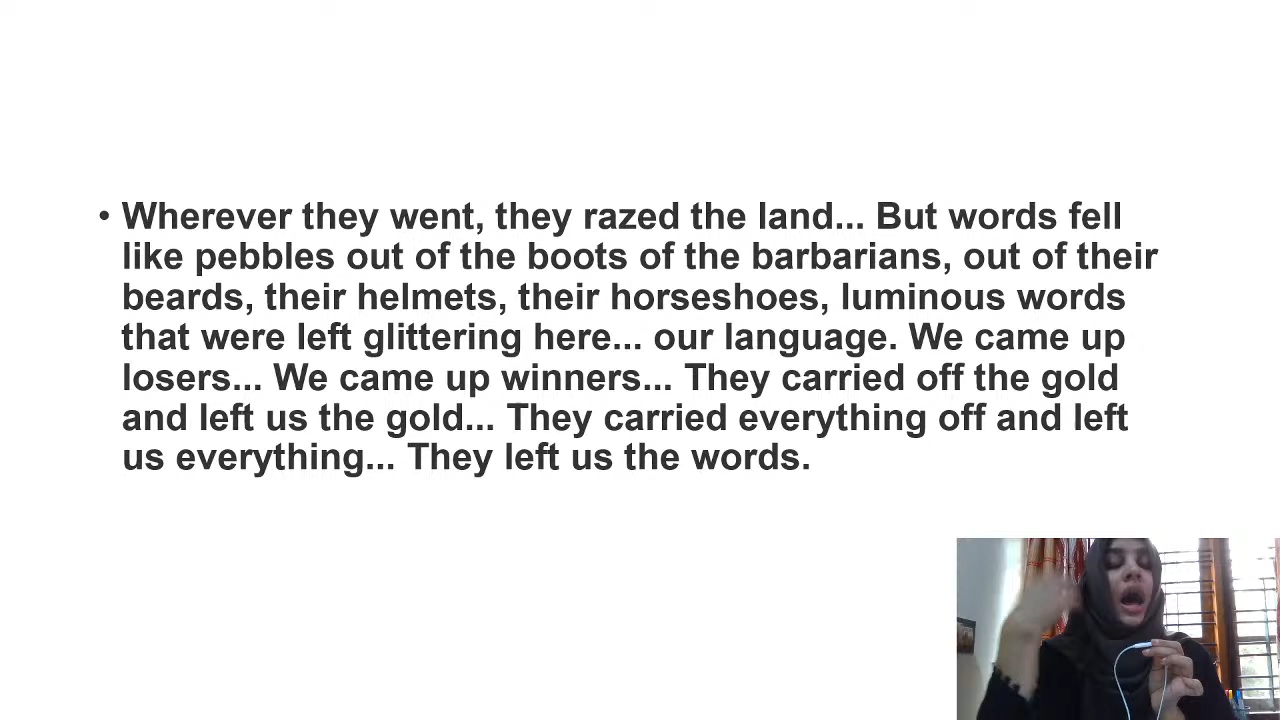 • Wherever they went, they razed the land... But words fell
like pebbles out of the boots of the barbarians, out of their
beards, their helmets, their horseshoes, luminous words
that were left glittering here... our language. We came up
losers... We came up winners... They carried off the gold
and left us the gold... They carried everything off and left
us everything... They left us the words.